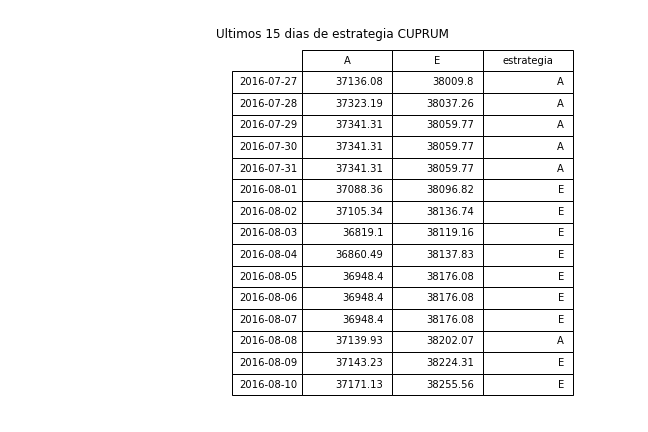 Ultimos 15 dias de estrategia CUPRUM
A E estrategia
2016-07-27 37136.08 38009.8 A
2016-07-28 37323.19 38037.26 A
2016-07-29 37341.31 38059.77 A
2016-07-30 37341.31 38059.77 A
2016-07-31 37341.31 38059.77 A
2016-08-01 37088.36 38096.82 E
2016-08-02 37105.34 38136.74 E
2016-08-03 36819.1 38119.16 E
2016-08-04 36860.49 38137.83 E
2016-08-05 36948.4 38176.08 E
2016-08-06 36948.4 38176.08 E
2016-08-07 36948.4 38176.08 E
2016-08-08 37139.93 38202.07 A
2016-08-09 37143.23 38224.31 E
2016-08-10 37171.13 38255.56 E